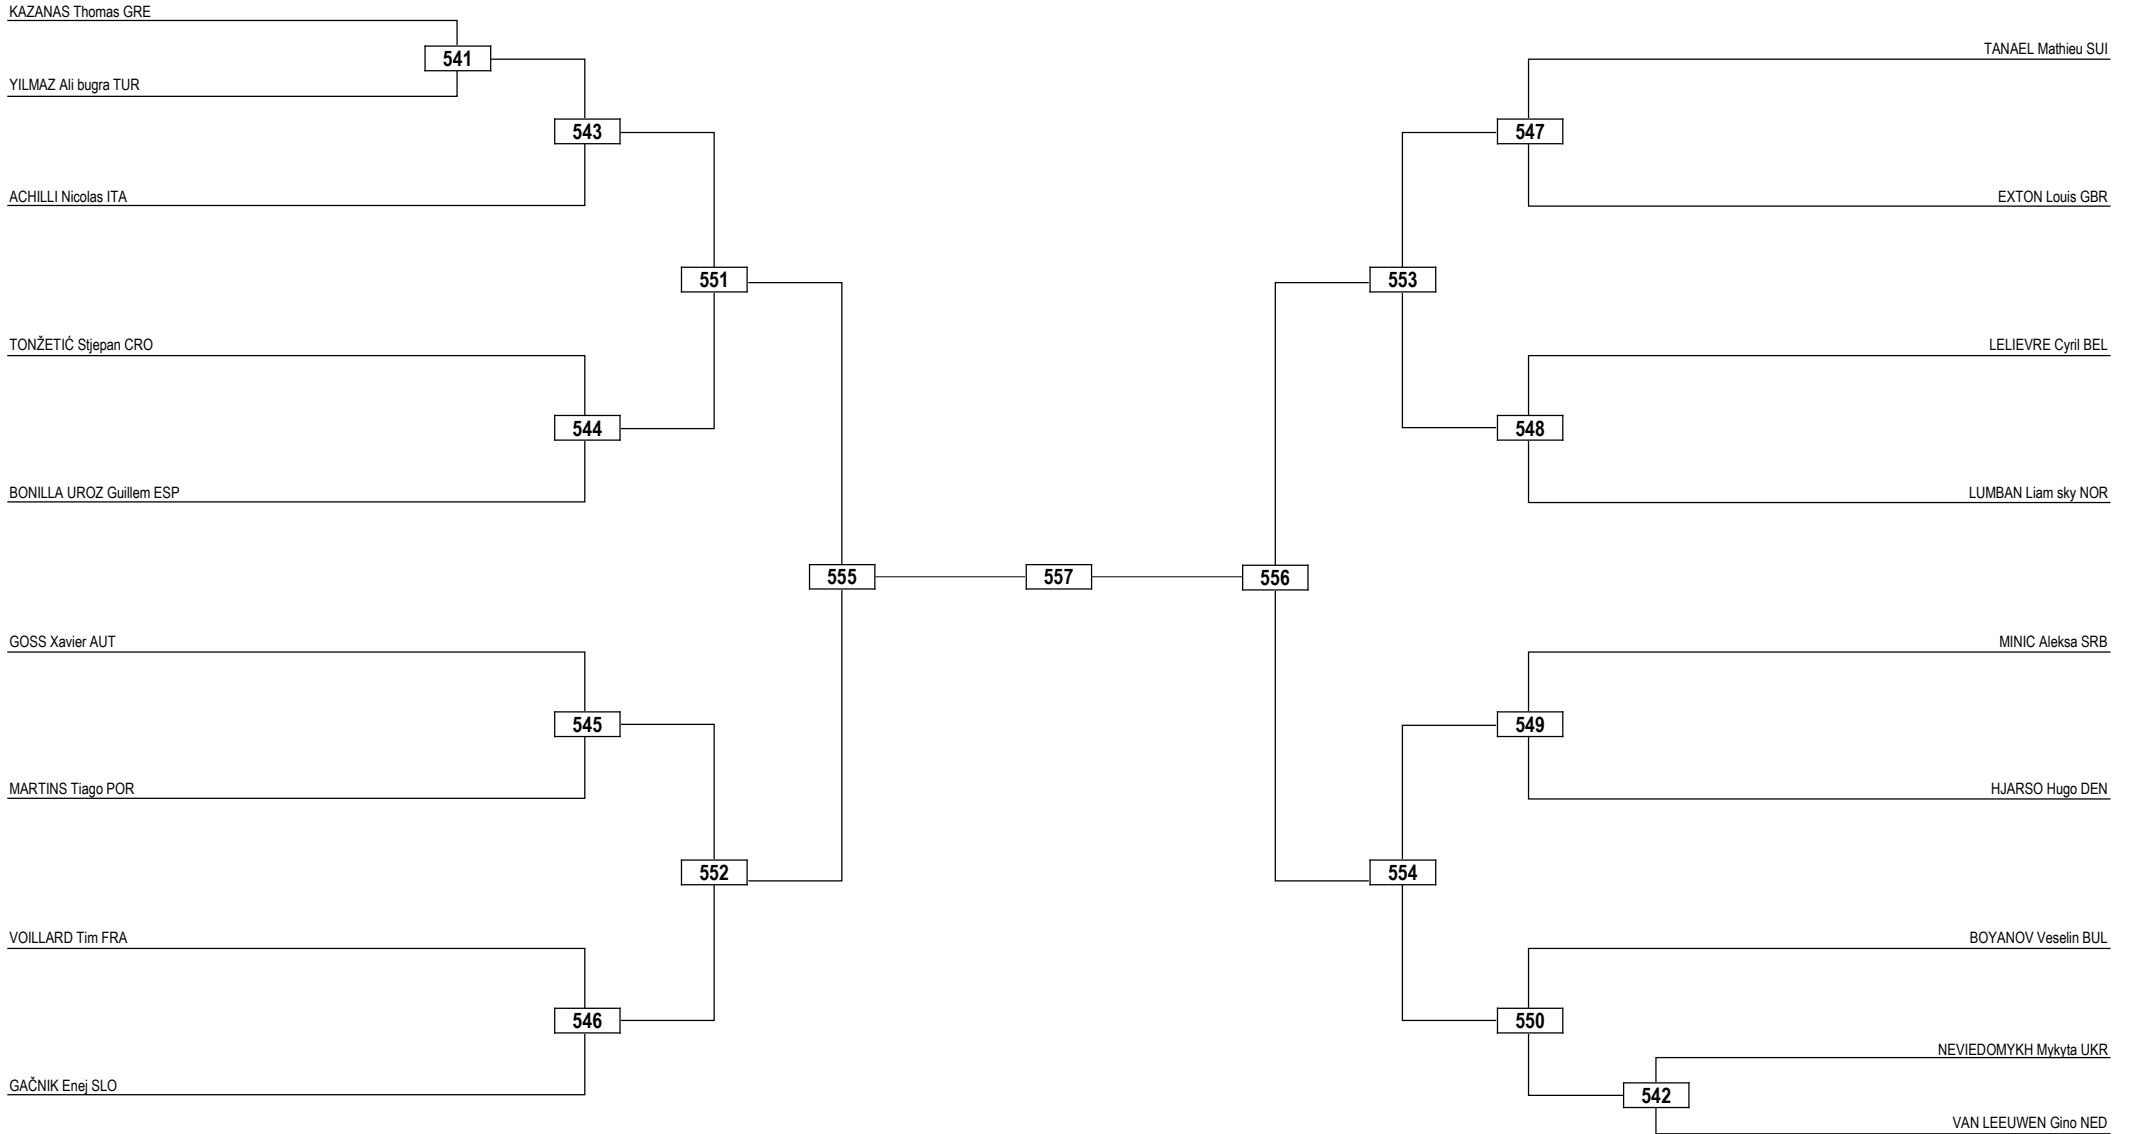 KAZANAS Thomas GRE
541
YILMAZ Ali bugra TUR
543
ACHILLI Nicolas ITA
551
TONŽETIĆ Stjepan CRO
544
BONILLA UROZ Guillem ESP
555
GOSS Xavier AUT
545
MARTINS Tiago POR
552
VOILLARD Tim FRA
546
GAČNIK Enej SLO
557
TANAEL Mathieu SUI
547
EXTON Louis GBR
553
LELIEVRE Cyril BEL
548
LUMBAN Liam sky NOR
556
MINIC Aleksa SRB
549
HJARSO Hugo DEN
554
BOYANOV Veselin BUL
550
NEVIEDOMYKH Mykyta UKR
542
VAN LEEUWEN Gino NED